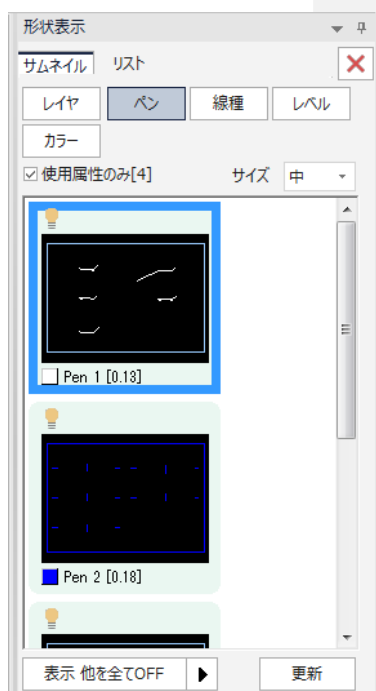 形状表示
サムネイル リスト
レイヤ ペン 線種 レベル
カラー
使用属性のみ[4] サイズ 中
Pen 1 [0.13]
Pen 2 [0.18]
表示 他を全てOFF 更新